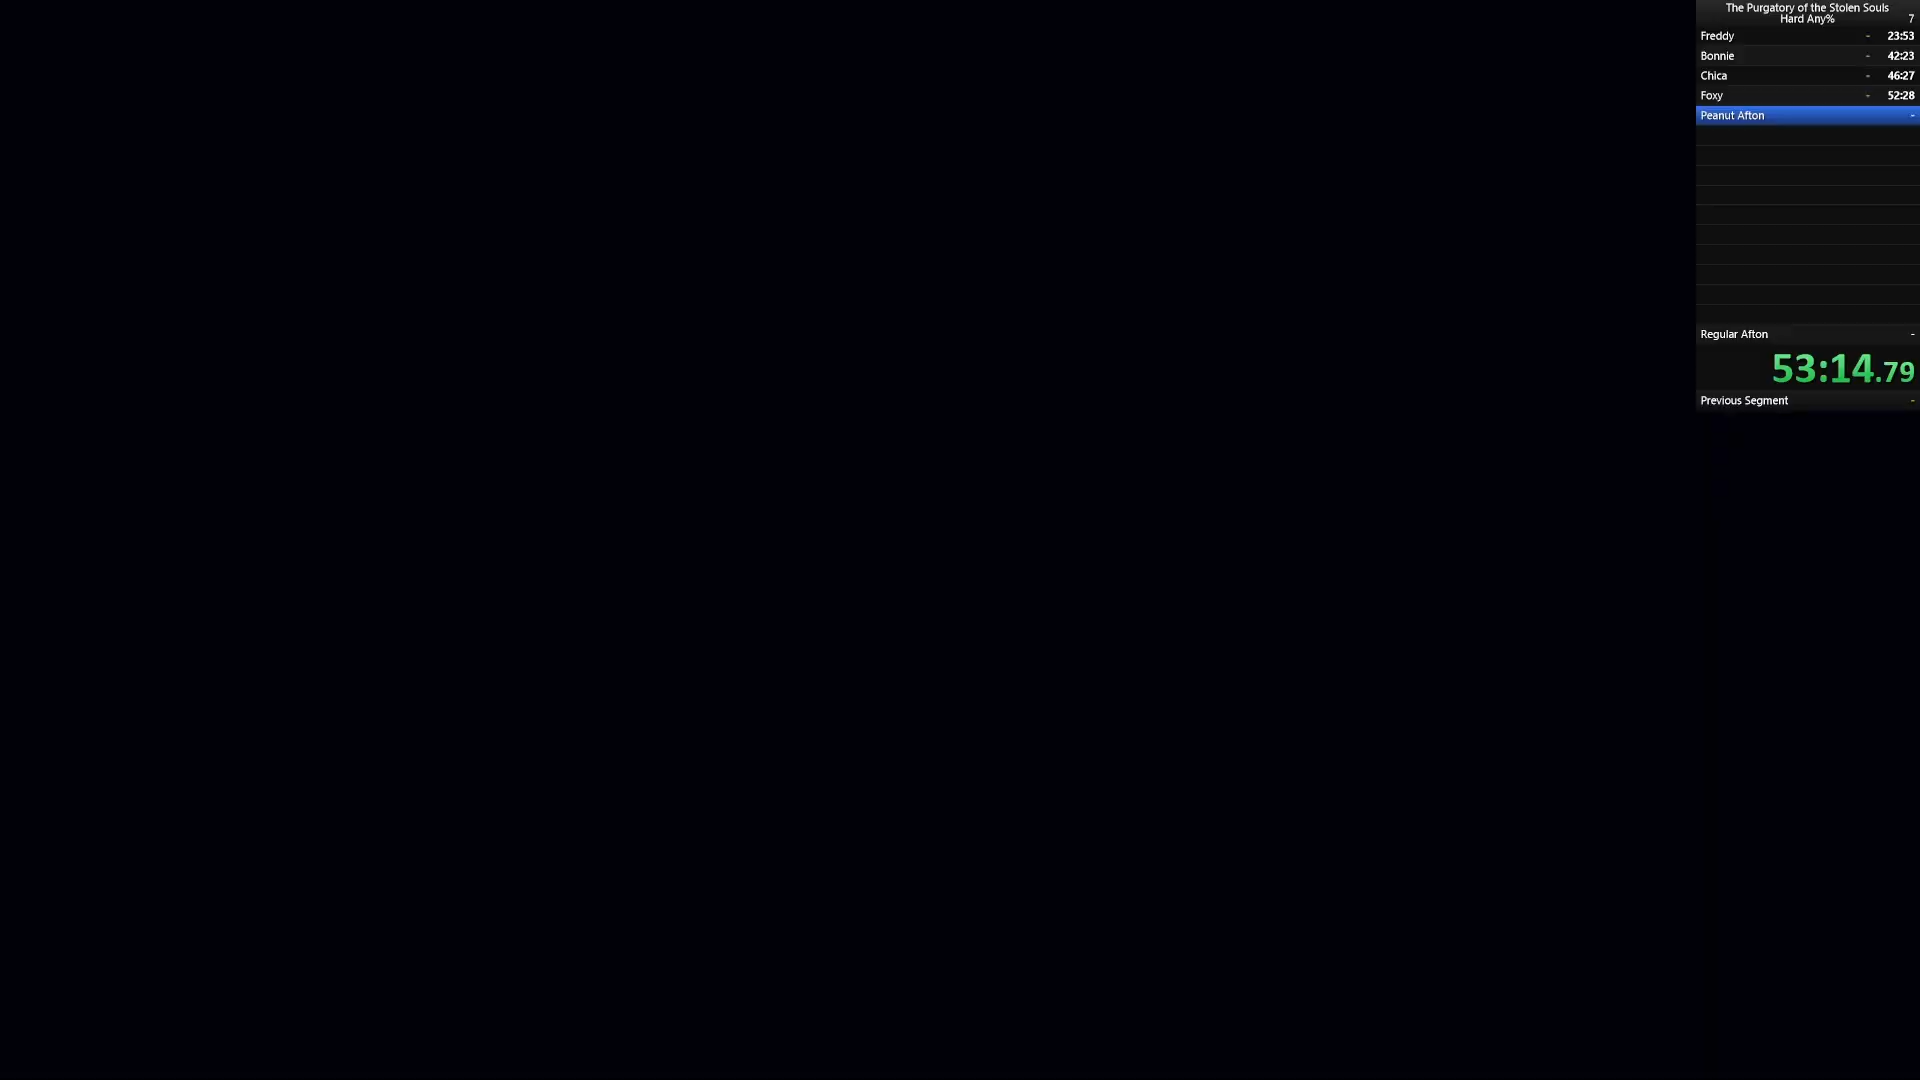 The Purgatory of the Stolen Souls
Hard Any% 7
Freddy - 23:53
Bonnie - 42:23
Chica - 46:27
Foxy - 52:28
Peanut Afton -
Regular Afton -
53:14.79
Previous Segment -